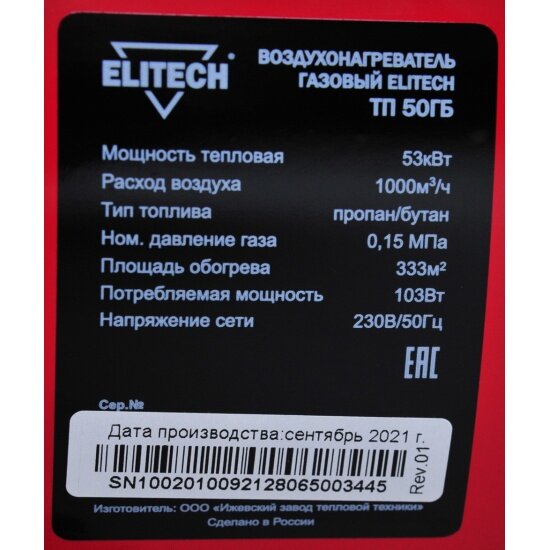 ELITECH®
ВОЗДУХОНАГРЕВАТЕЛЬ
ГАЗОВЫЙ ELITECH
ТП 50ГБ
Мощность тепловая 53кВт
Расход воздуха 1000м³/ч
Тип топлива пропан/бутан
Ном. давление газа 0,15 МПа
Площадь обогрева 333м²
Потребляемая мощность 103Вт
Напряжение сети 230В/50Гц
ЕАС
Сер.№
Дата производства:сентябрь 2021 г.
SN1002010092128065003445
Rev.01
Изготовитель: ООО «Ижевский завод тепловой техники»
Сделано в России